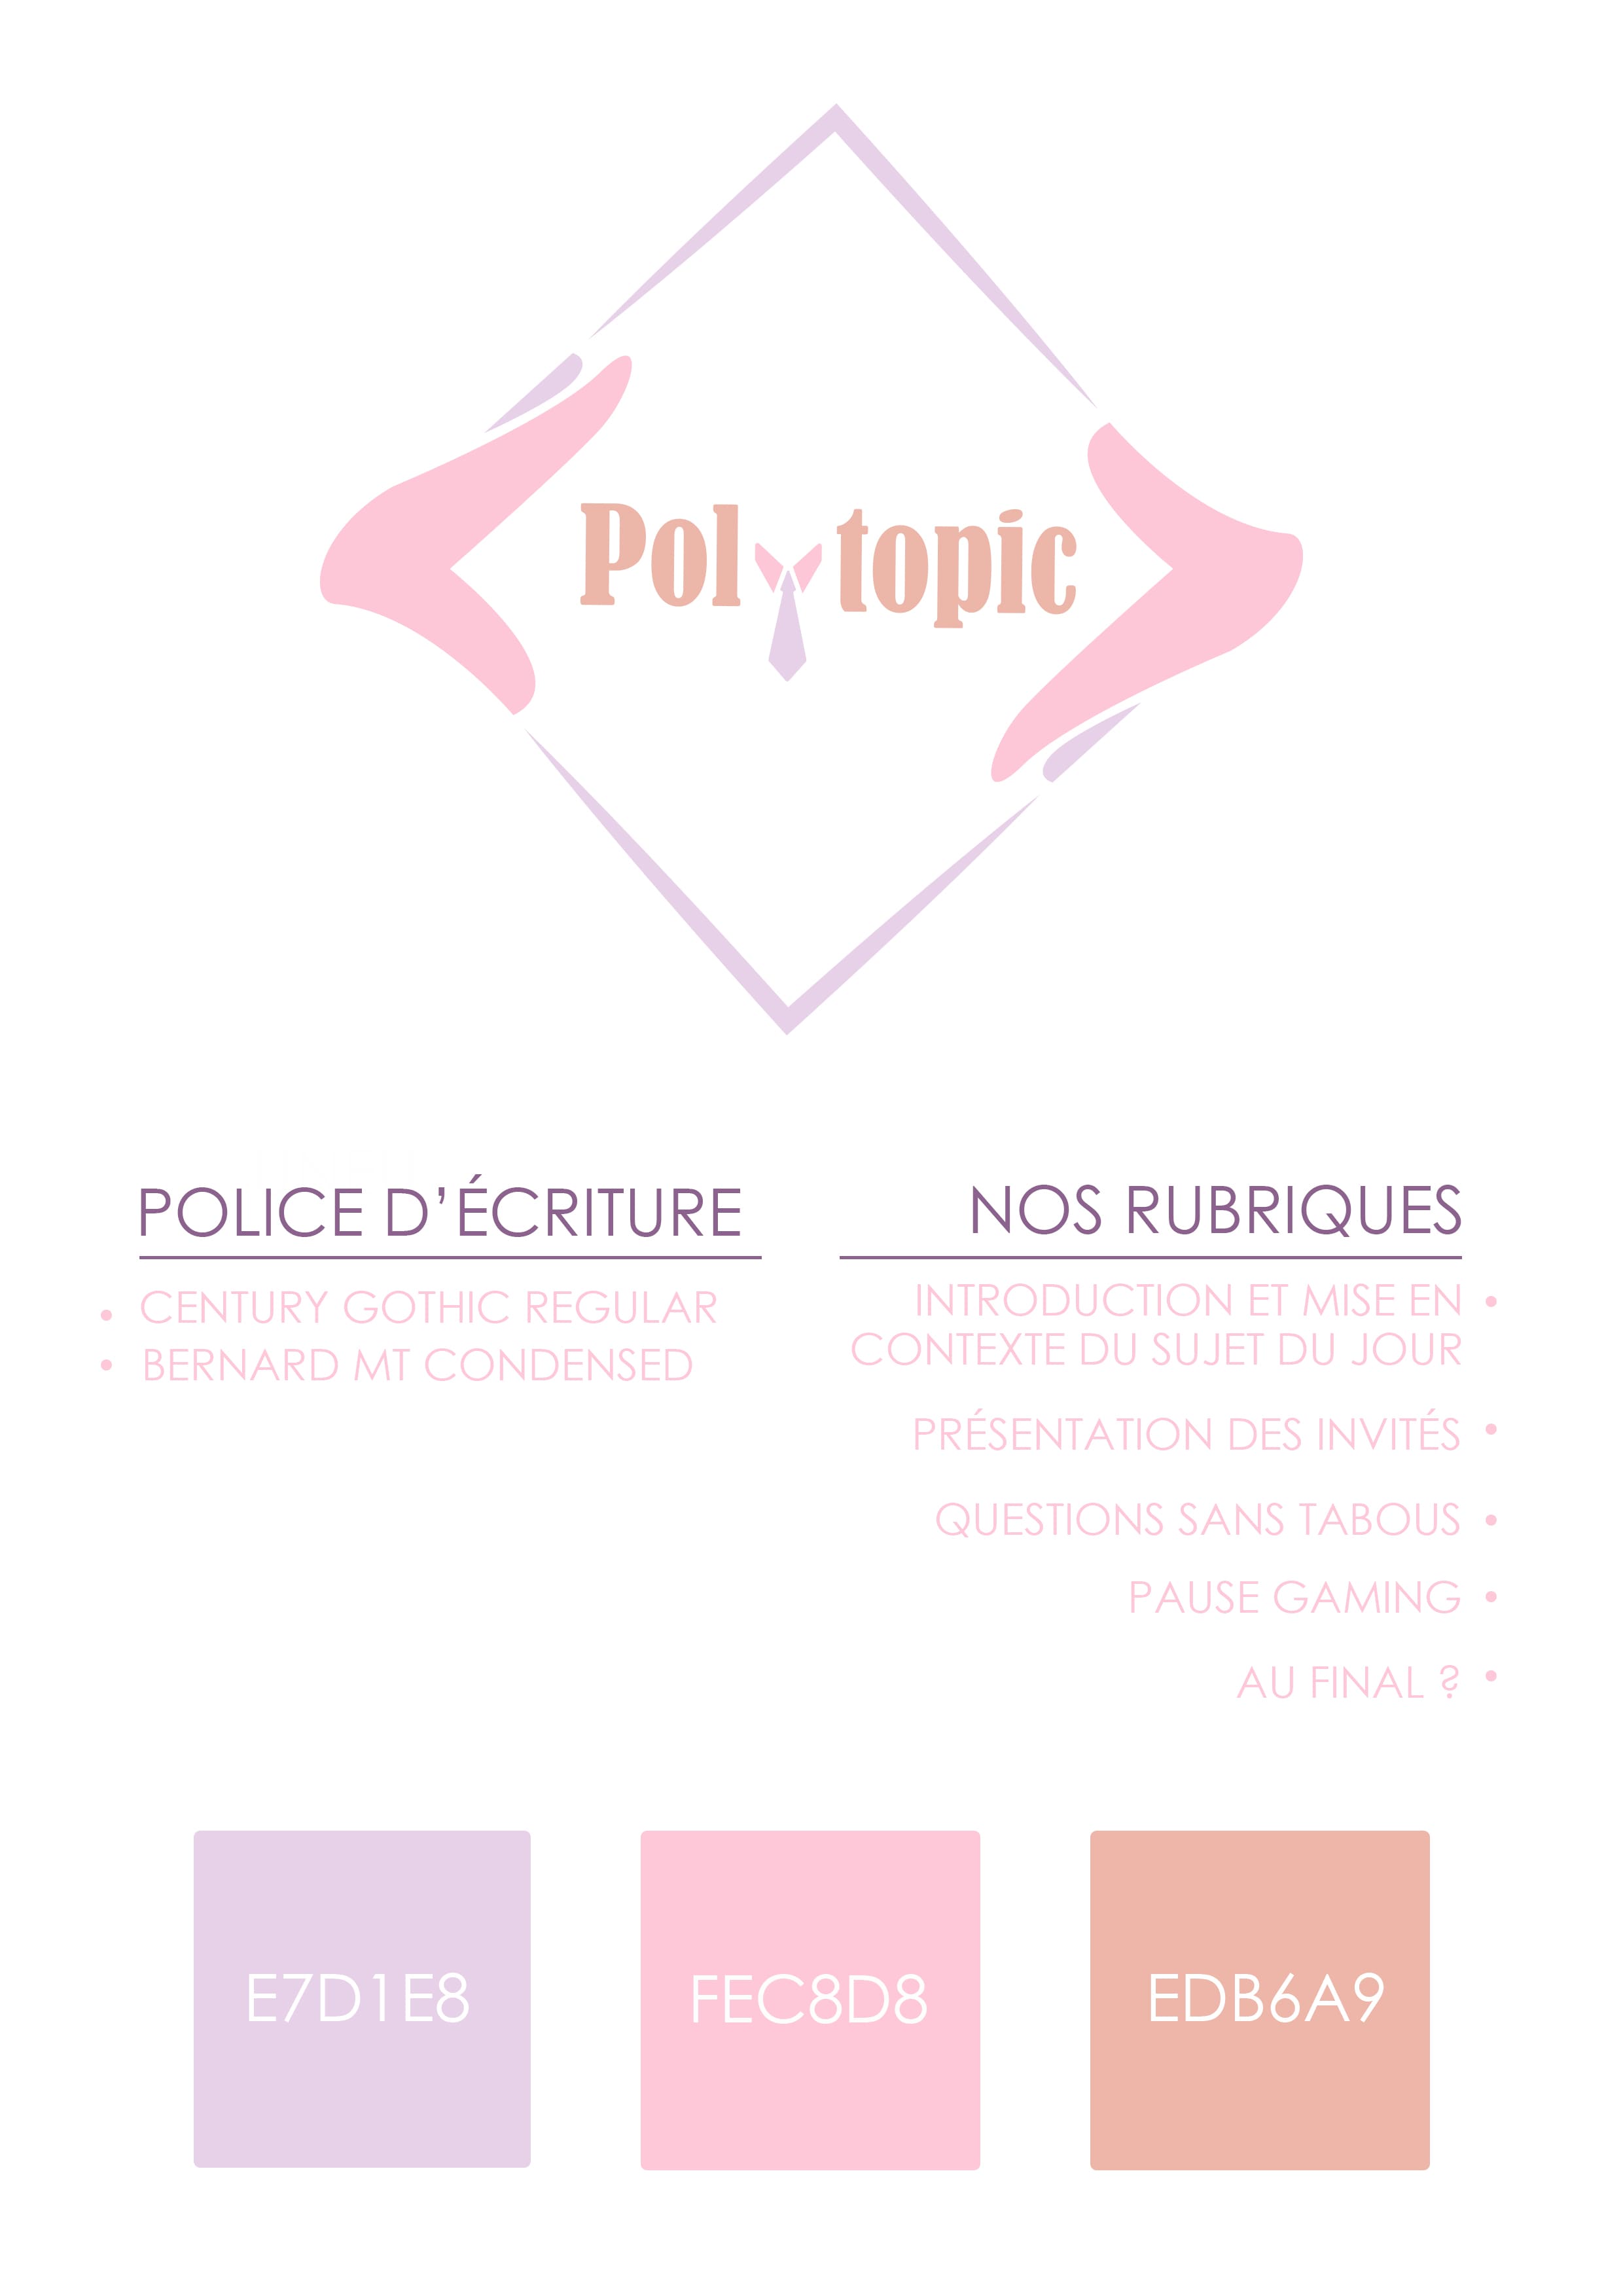 Polytopic
POLICE D’ÉCRITURE
• CENTURY GOTHIC REGULAR
• BERNARD MT CONDENSED
NOS RUBRIQUES
INTRODUCTION ET MISE EN •
CONTEXTE DU SUJET DU JOUR
PRÉSENTATION DES INVITÉS •
QUESTIONS SANS TABOUS •
PAUSE GAMING •
AU FINAL ? •
E7D1E8
FEC8D8
EDB6A9